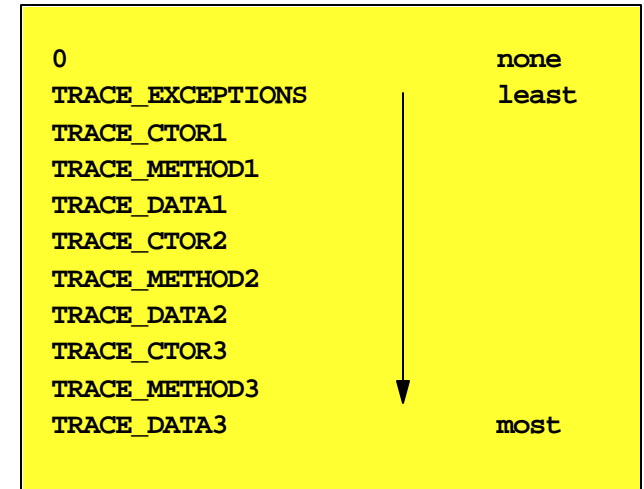 0 none
TRACE_EXCEPTIONS least
TRACE_CTOR1
TRACE_METHOD1
TRACE_DATA1
TRACE_CTOR2
TRACE_METHOD2
TRACE_DATA2
TRACE_CTOR3
TRACE_METHOD3
TRACE_DATA3 most